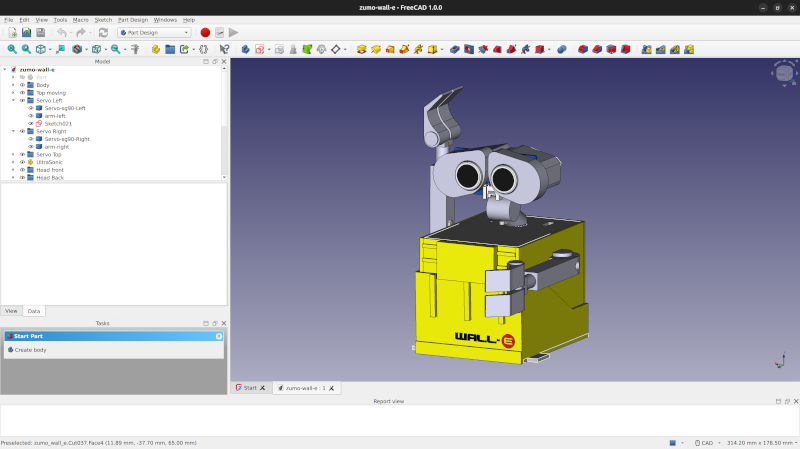 zumo-wall-e - FreeCAD 1.0.0
File Edit View Tools Macro Sketch Part Design Windows Help
Part Design
Model
zumo-wall-e
Part
Body
Top moving
Servo Left
Servo-sg90-Left
arm-left
Sketch021
Servo Right
Servo-sg90-Right
arm-right
Servo Top
UltraSonic
Head front
Head Back
View Data
Tasks
Start Part
Create body
WALL-E
Start zumo-wall-e : 1
Report view
Preselected: zumo_wall_e.Cut037.Face4 (11.89 mm, -37.70 mm, 65.00 mm)
CAD 314.20 mm x 178.50 mm